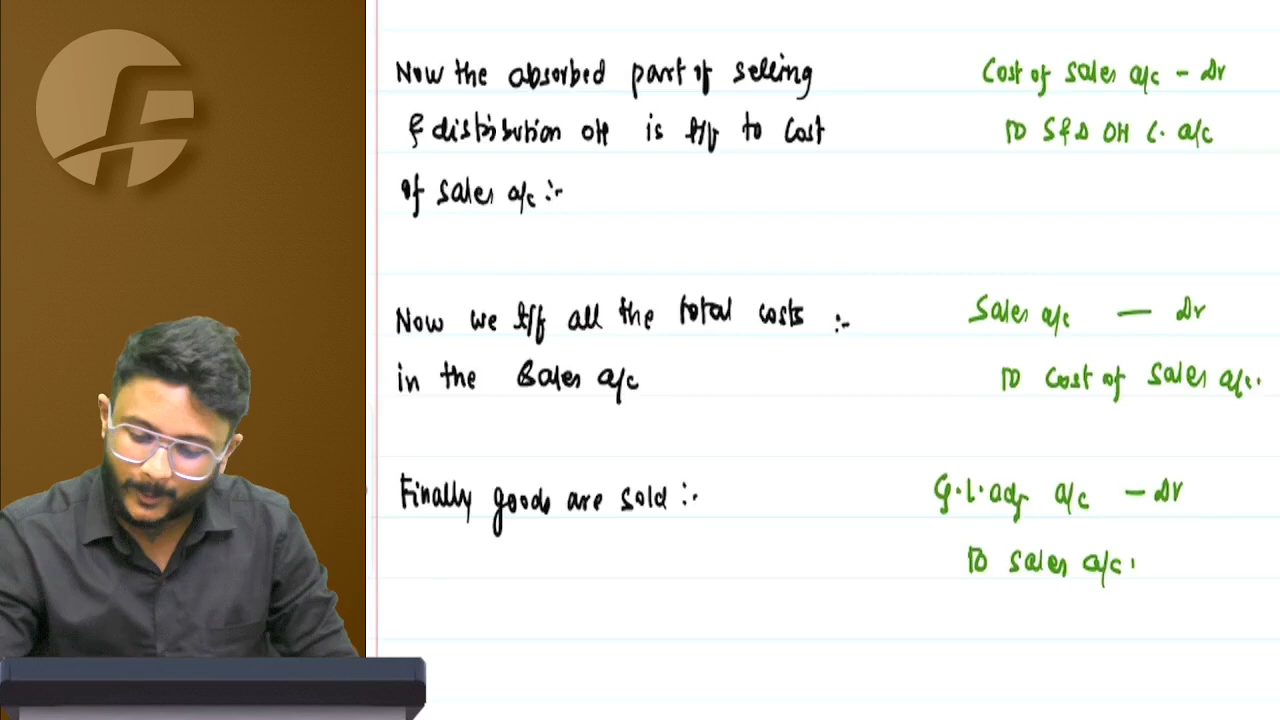 Now the absorbed part of selling
& distribution OH is t/f to Cost
of sales a/c :-
Cost of sales a/c - Dr
To S&D OH C. a/c
Now we t/f all the total costs :-
in the Sales a/c
Sales a/c — Dr
To Cost of Sales a/c.
Finally goods are sold :-
G.L. adj a/c - Dr
To sales a/c.